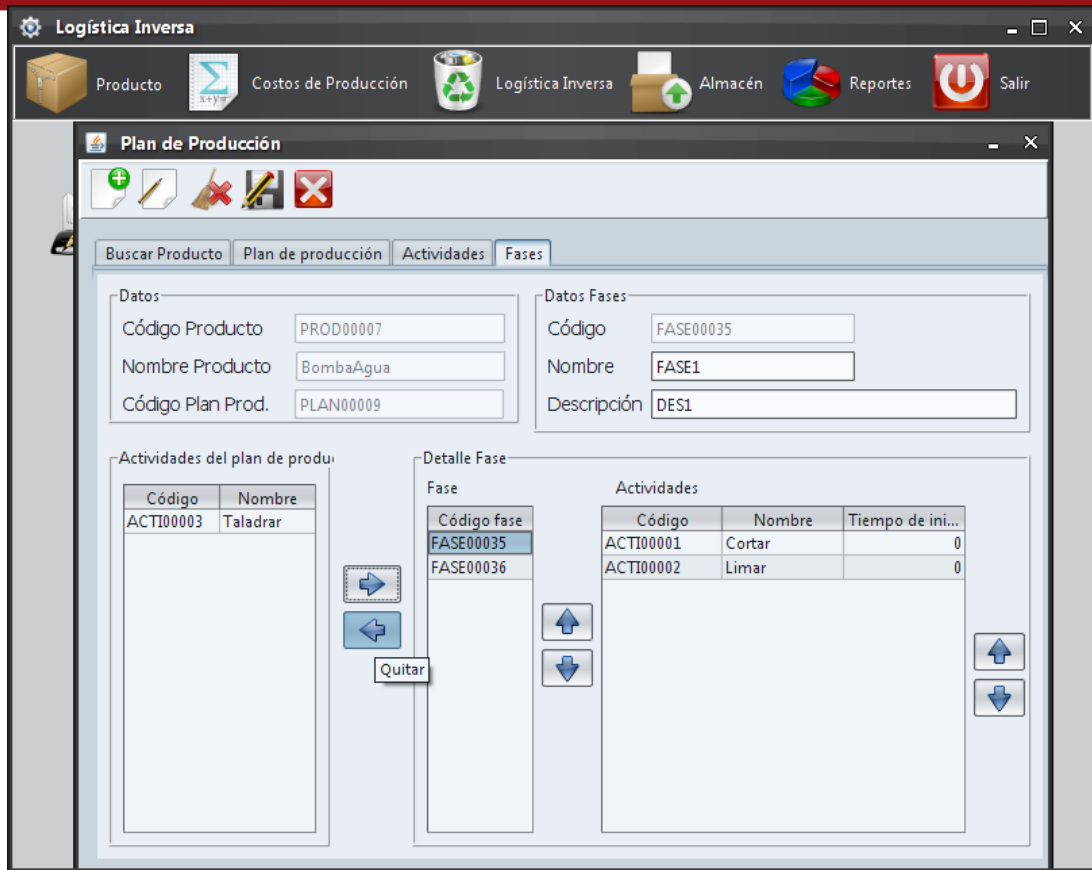 Logística Inversa
Producto
x+y=
Costos de Producción
Logística Inversa
Almacén
Reportes
Salir
Plan de Producción
Buscar Producto
Plan de producción
Actividades
Fases
Datos
Código Producto PROD00007
Nombre Producto BombaAgua
Código Plan Prod. PLAN00009
Datos Fases
Código FASE00035
Nombre FASE1
Descripción DES1
Actividades del plan de produ
Código Nombre
ACTI00003 Taladrar
Quitar
Detalle Fase
Fase
Código fase
FASE00035
FASE00036
Actividades
Código Nombre Tiempo de ini...
ACTI00001 Cortar 0
ACTI00002 Limar 0